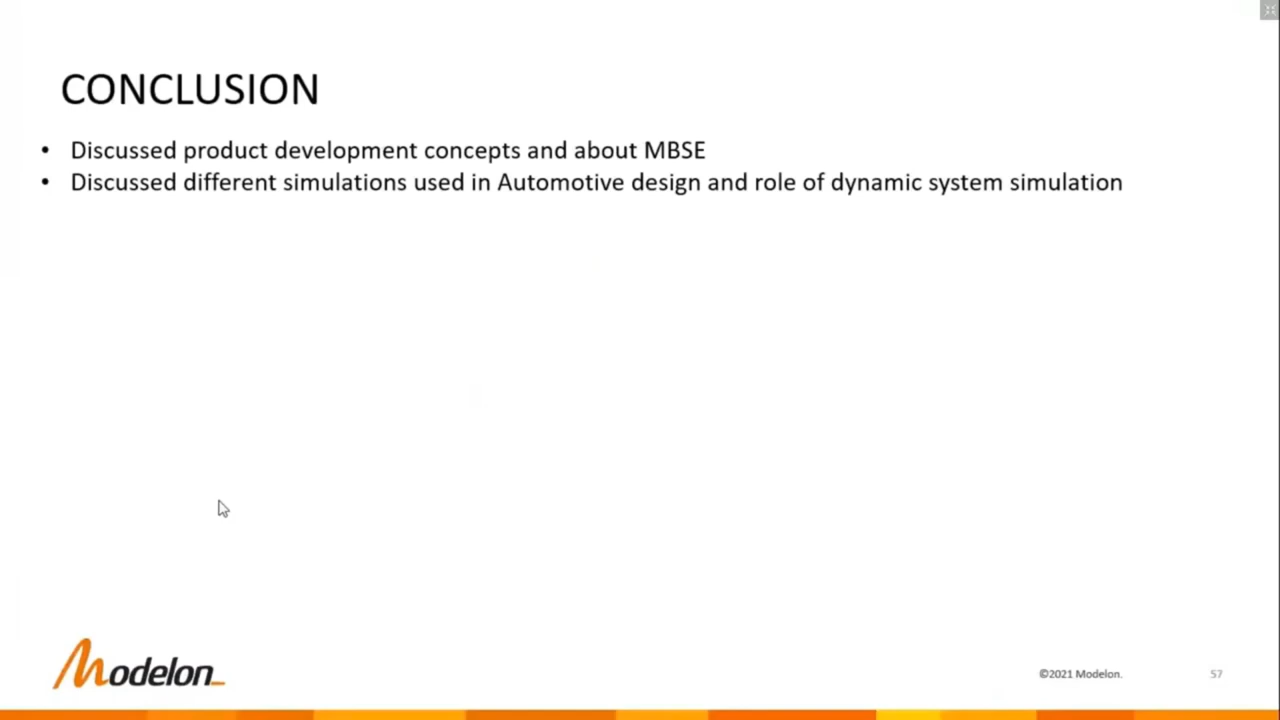 CONCLUSION
• Discussed product development concepts and about MBSE
• Discussed different simulations used in Automotive design and role of dynamic system simulation
Modelon_
©2021 Modelon.
57